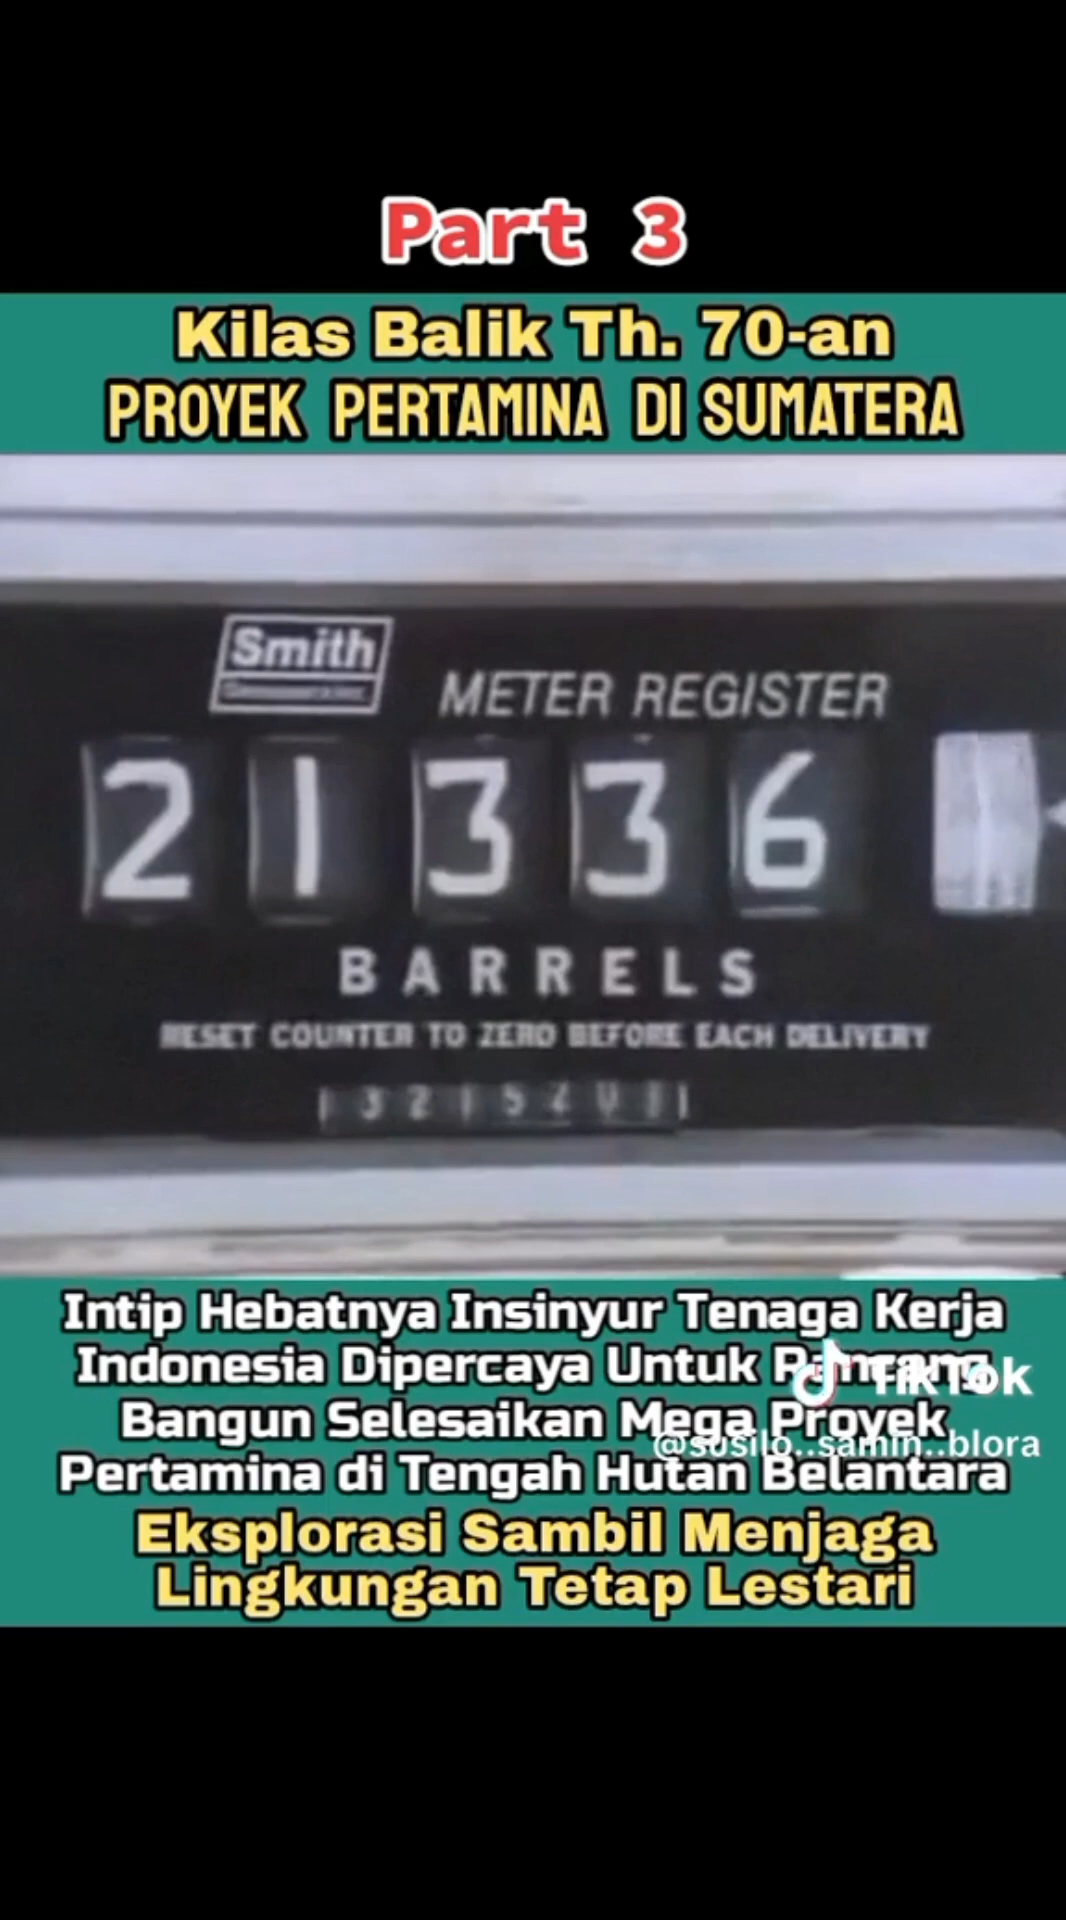 Part 3
Kilas Balik Th. 70-an
PROYEK PERTAMINA DI SUMATERA
Smith
METER REGISTER
21336
BARRELS
RESET COUNTER TO ZERO BEFORE EACH DELIVERY
Intip Hebatnya Insinyur Tenaga Kerja
Indonesia Dipercaya Untuk Rancang
TikTok
Bangun Selesaikan Mega Proyek
@susilo..samin..blora
Pertamina di Tengah Hutan Belantara
Eksplorasi Sambil Menjaga
Lingkungan Tetap Lestari